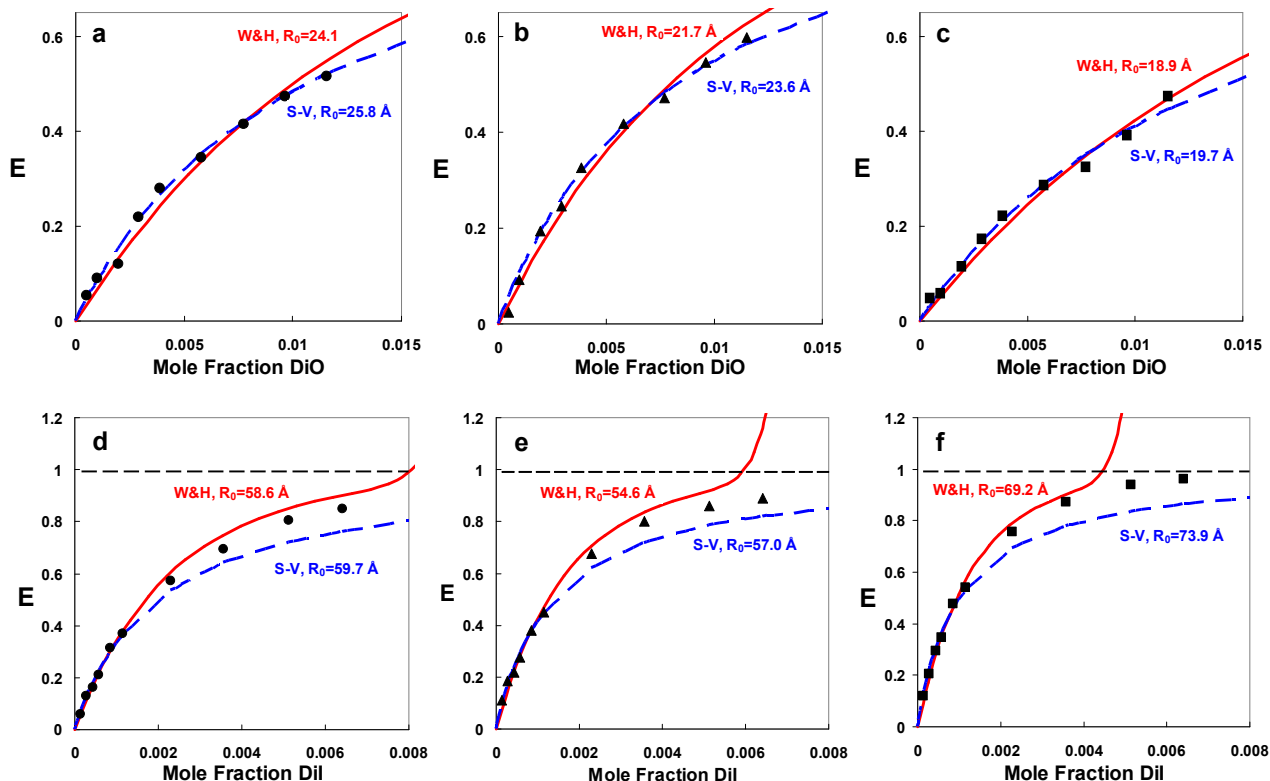 a
W&H, R0=24.1
S-V, R0=25.8 Å
E
0.6
0.4
0.2
0
0
0.005
0.01
0.015
Mole Fraction DiO
b
W&H, R0=21.7 Å
S-V, R0=23.6 Å
0.6
0.4
0.2
0
0
0.005
0.01
0.015
Mole Fraction DiO
c
W&H, R0=18.9 Å
S-V, R0=19.7 Å
E
0.6
0.4
0.2
0
0
0.005
0.01
0.015
Mole Fraction DiO
d
W&H, R0=58.6 Å
S-V, R0=59.7 Å
E
1.2
1
0.8
0.6
0.4
0.2
0
0
0.002
0.004
0.006
0.008
Mole Fraction DiI
e
W&H, R0=54.6 Å
S-V, R0=57.0 Å
E
1.2
1
0.8
0.6
0.4
0.2
0
0
0.002
0.004
0.006
0.008
Mole Fraction DiI
f
W&H, R0=69.2 Å
S-V, R0=73.9 Å
E
1.2
1
0.8
0.6
0.4
0.2
0
0
0.002
0.004
0.006
0.008
Mole Fraction DiI